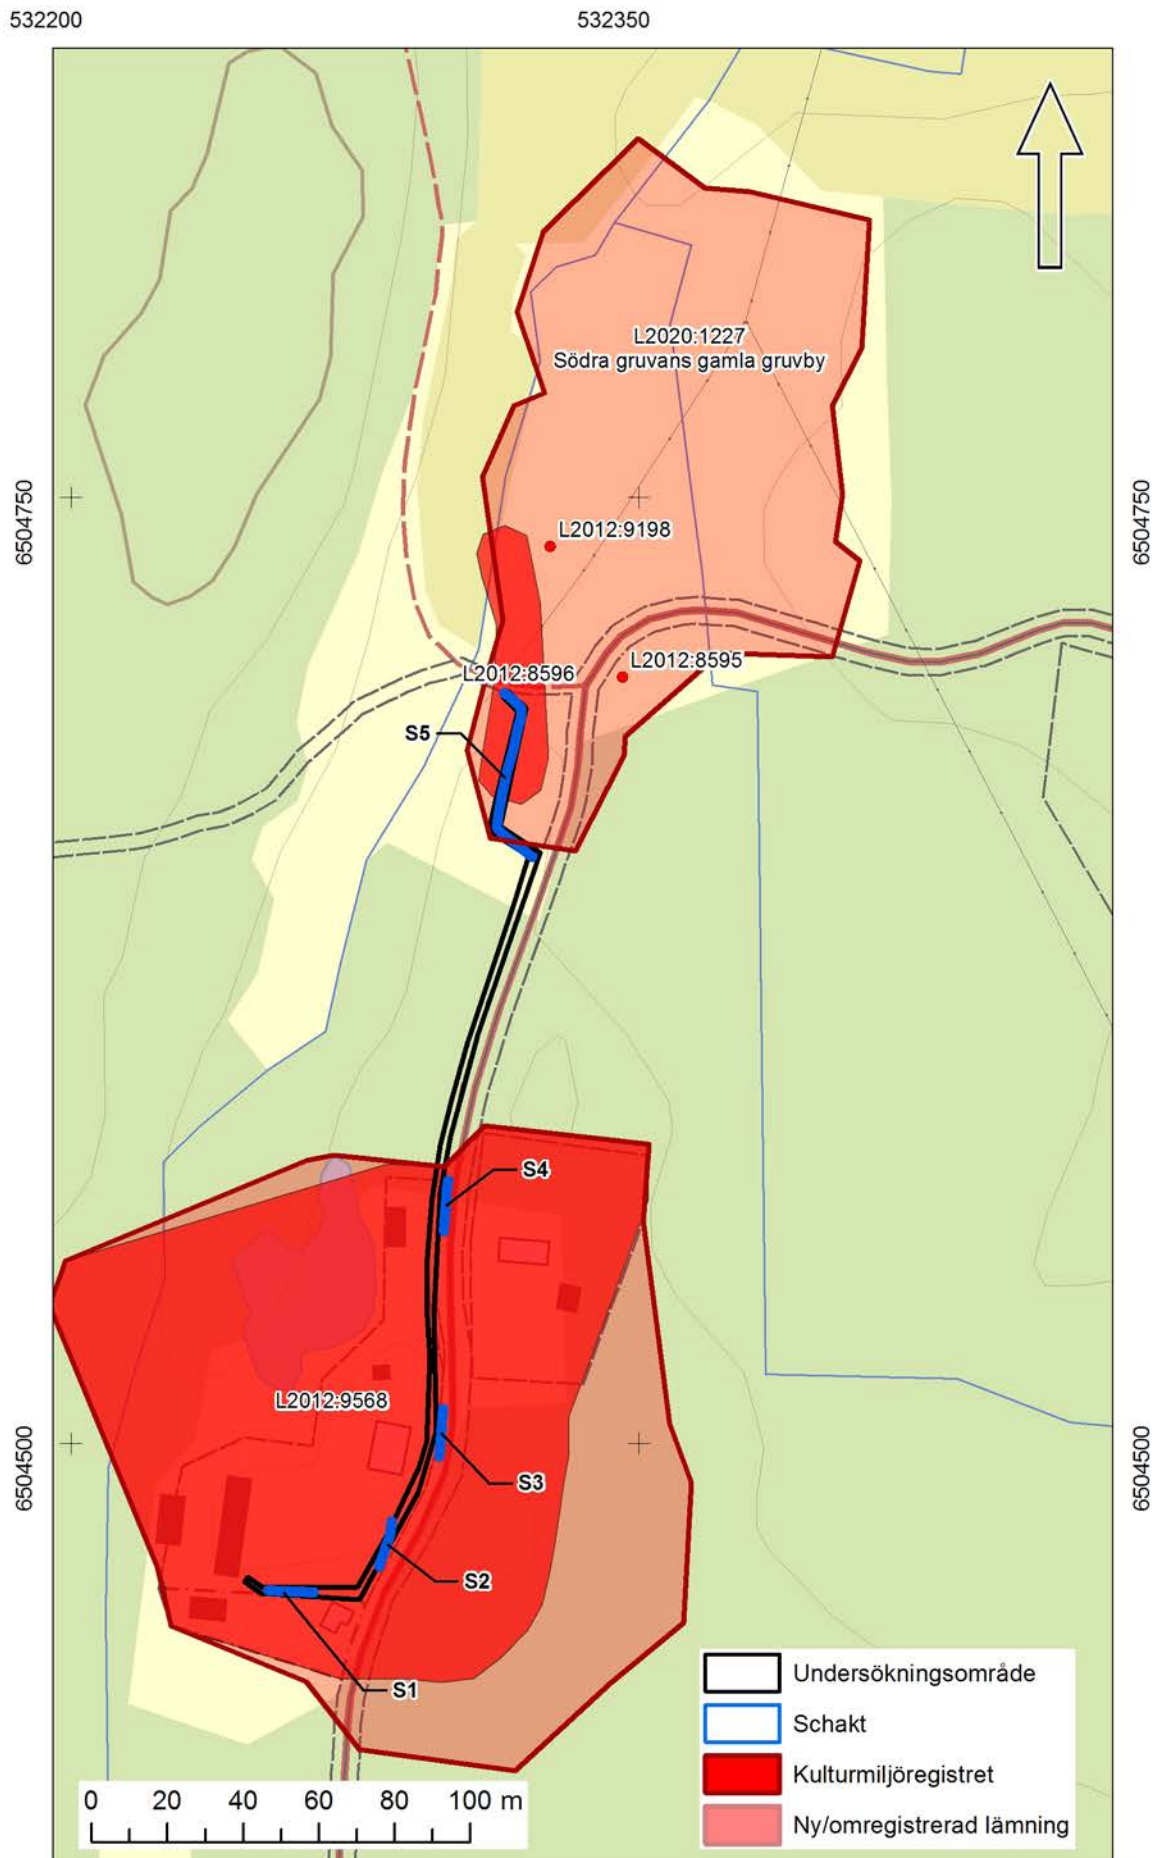 532200
532350
L2020:1227
Södra gruvans gamla gruvby
6504750
6504750
L2012:9198
L2012:8596
L2012:8595
S5
S4
L2012:9568
6504500
6504500
S3
S2
S1
Undersökningsområde
Schakt
Kulturmiljöregistret
Ny/omregistrerad lämning
0 20 40 60 80 100 m